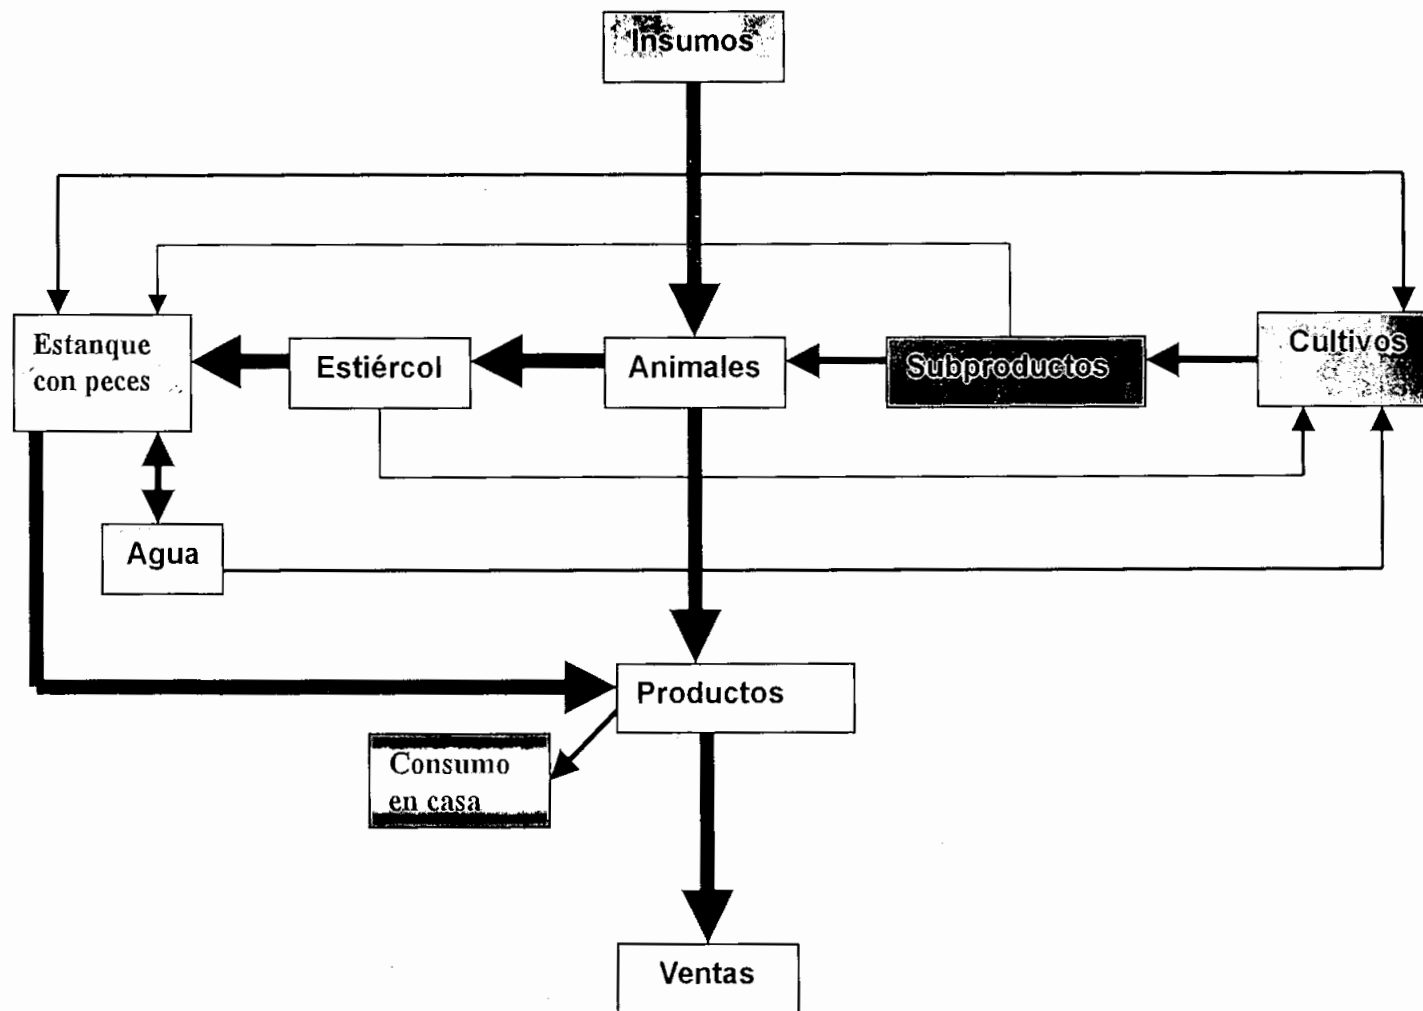 Insumos
Estanque
con peces
Estiércol
Animales
Subproductos
Cultivos
Agua
Productos
Consumo
en casa
Ventas